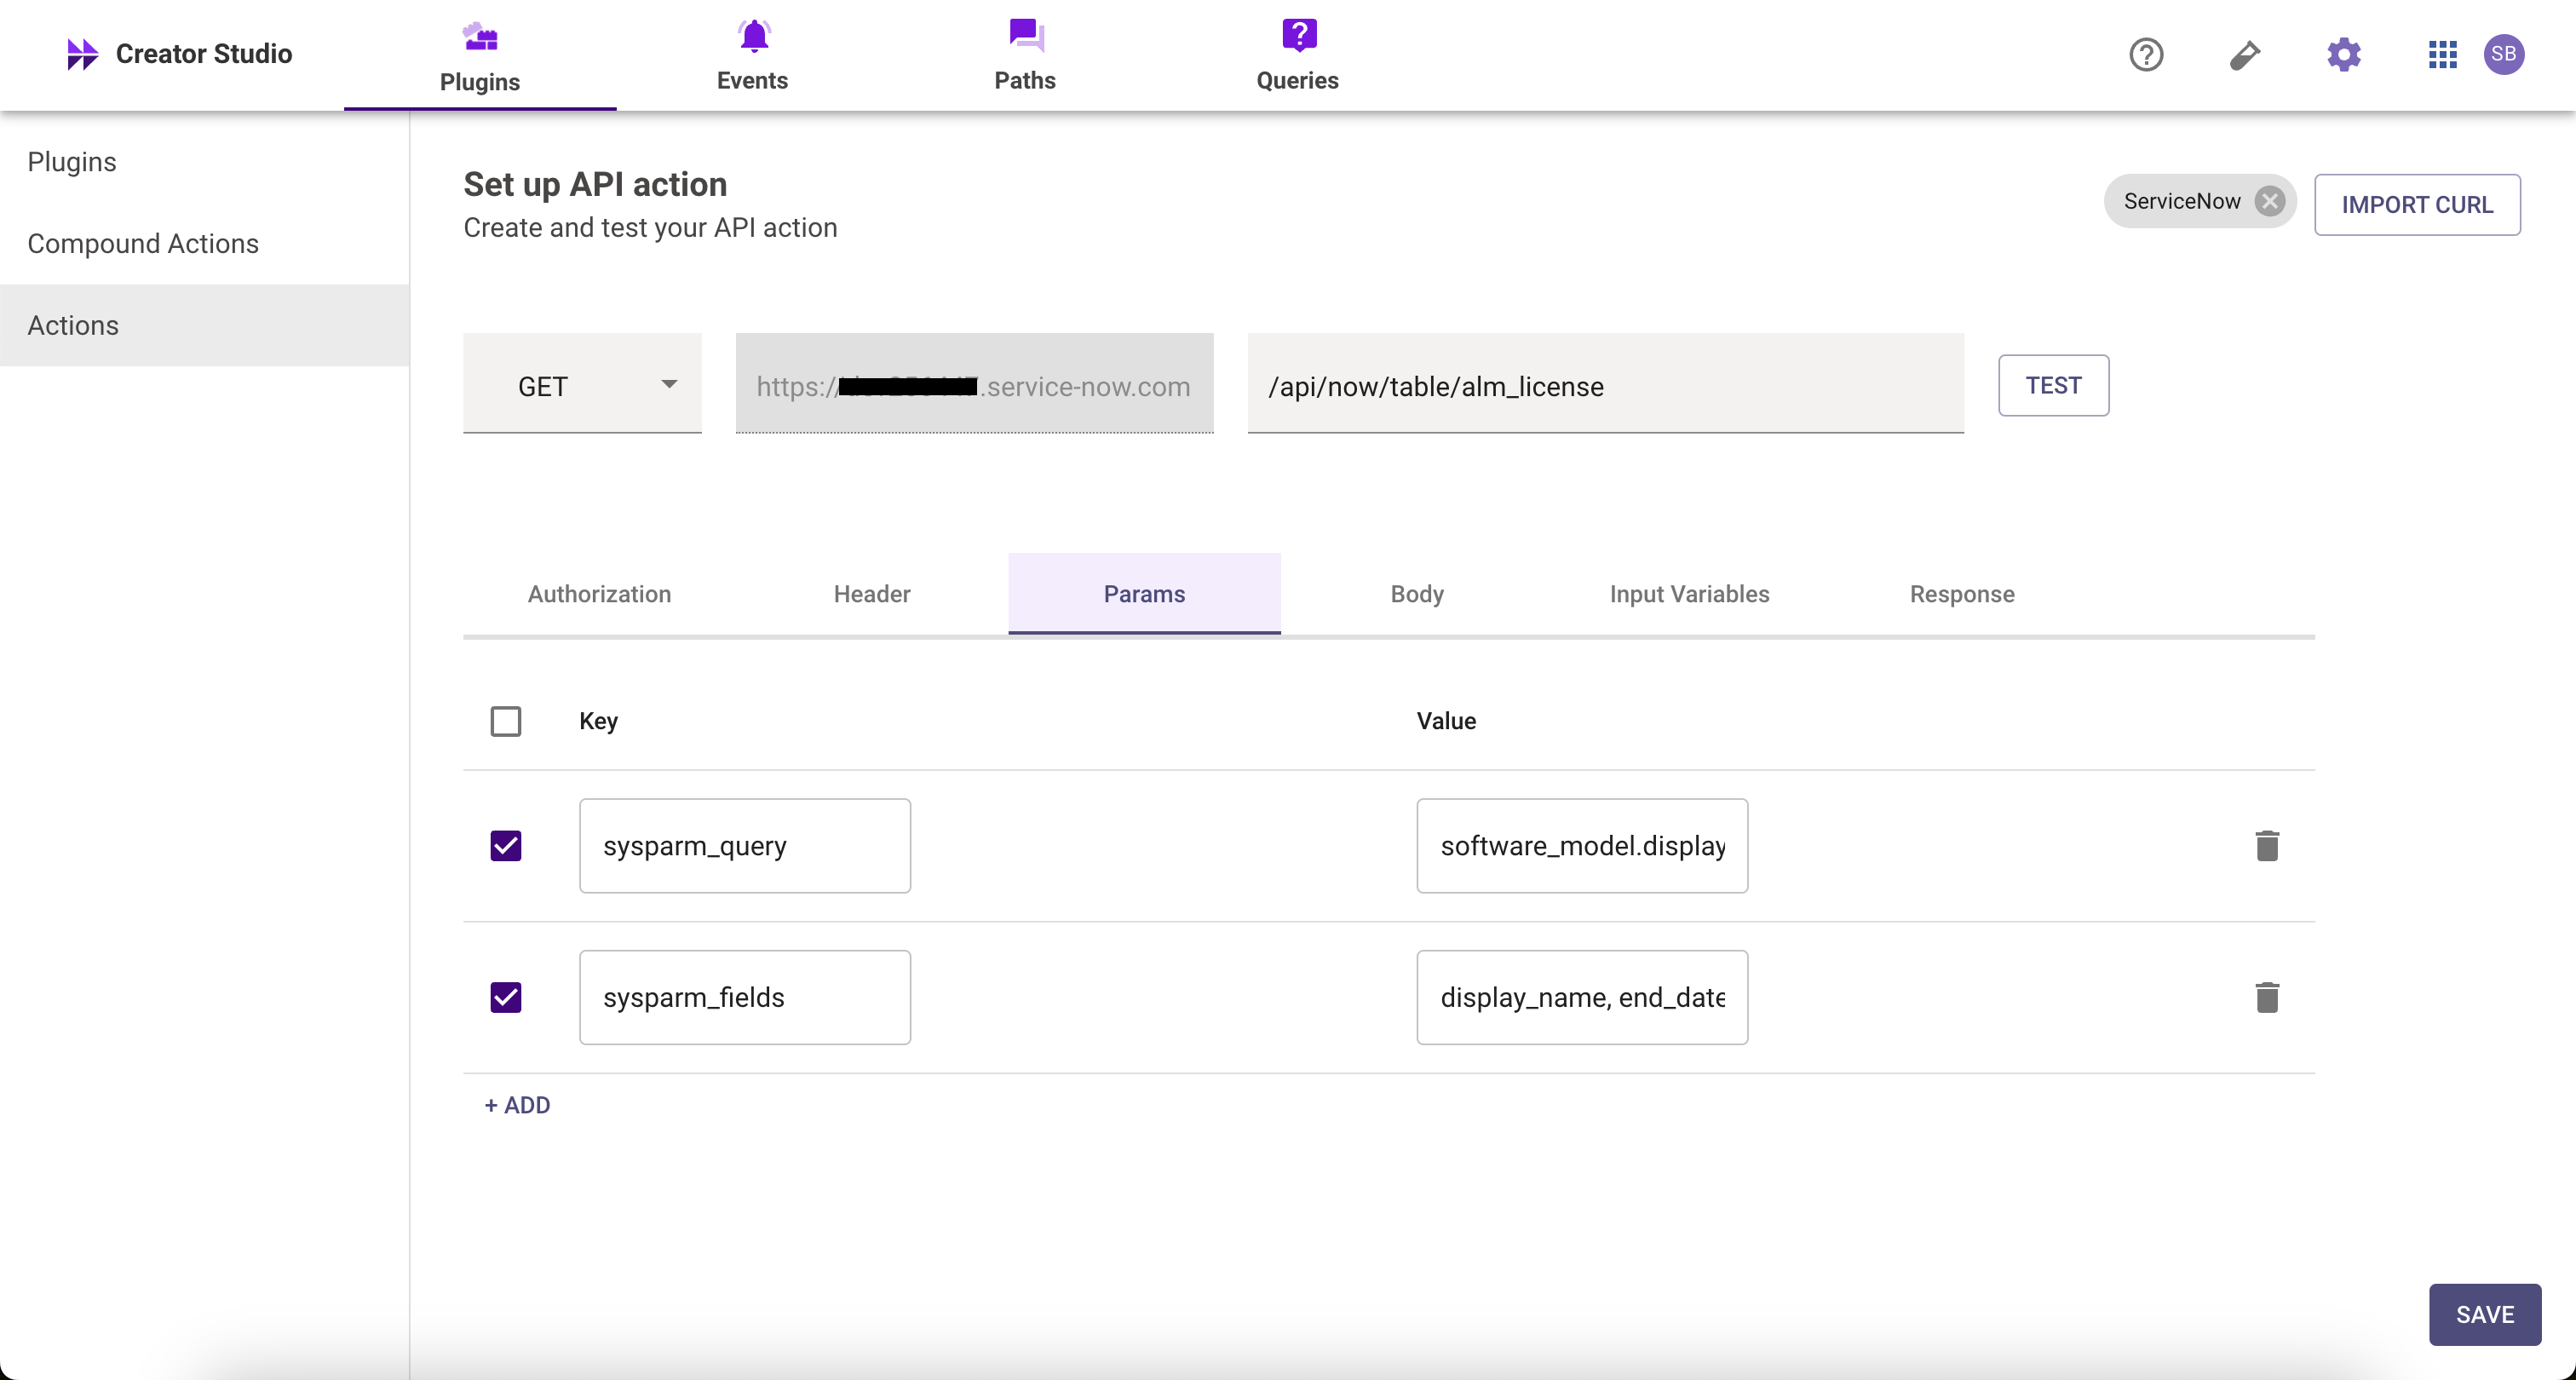 Creator Studio
Plugins
Events
Paths
Queries
?
SB
Plugins
Compound Actions
Actions
Set up API action
Create and test your API action
ServiceNow
IMPORT CURL
GET
https://
.service-now.com
/api/now/table/alm_license
TEST
Authorization
Header
Params
Body
Input Variables
Response
Key
Value
sysparm_query
software_model.display
sysparm_fields
display_name, end_date
+ ADD
SAVE